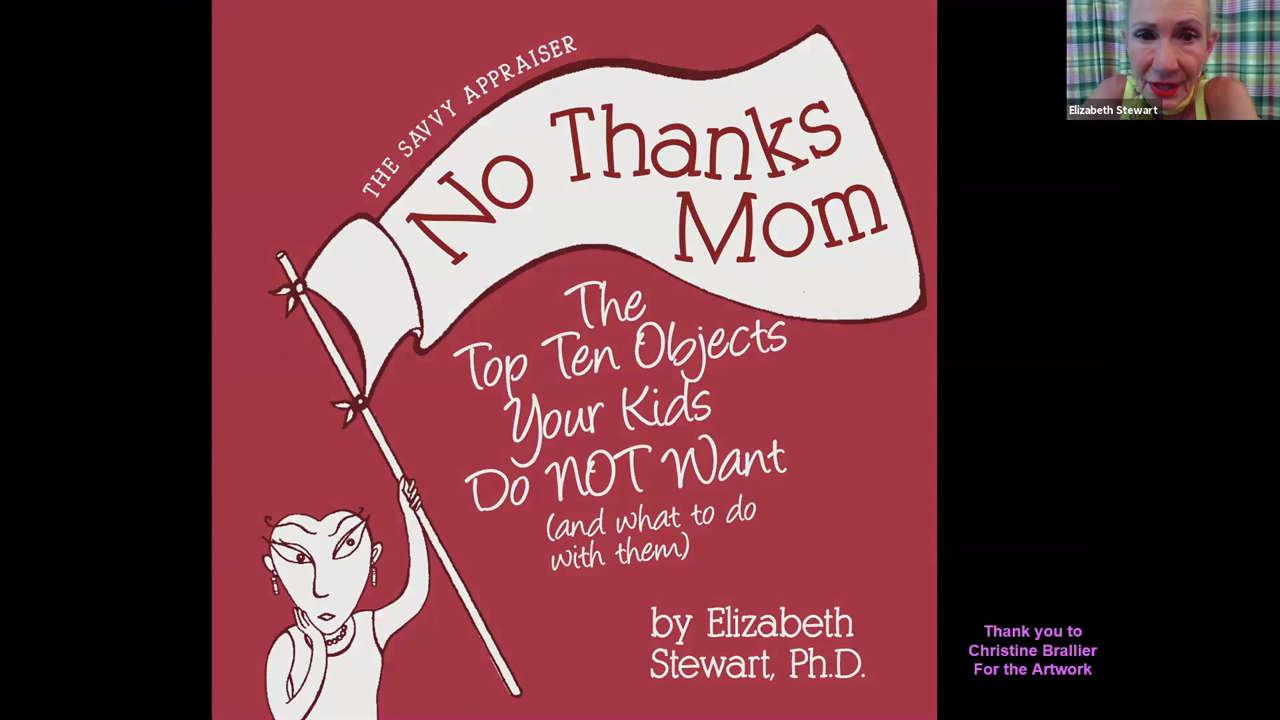 THE SAVVY APPRAISER
No Thanks
Mom
The
Top Ten Objects
Your Kids
Do NOT Want
(and what to do
with them)
by Elizabeth
Stewart, Ph.D.
Elizabeth Stewart
Thank you to
Christine Brallier
For the Artwork